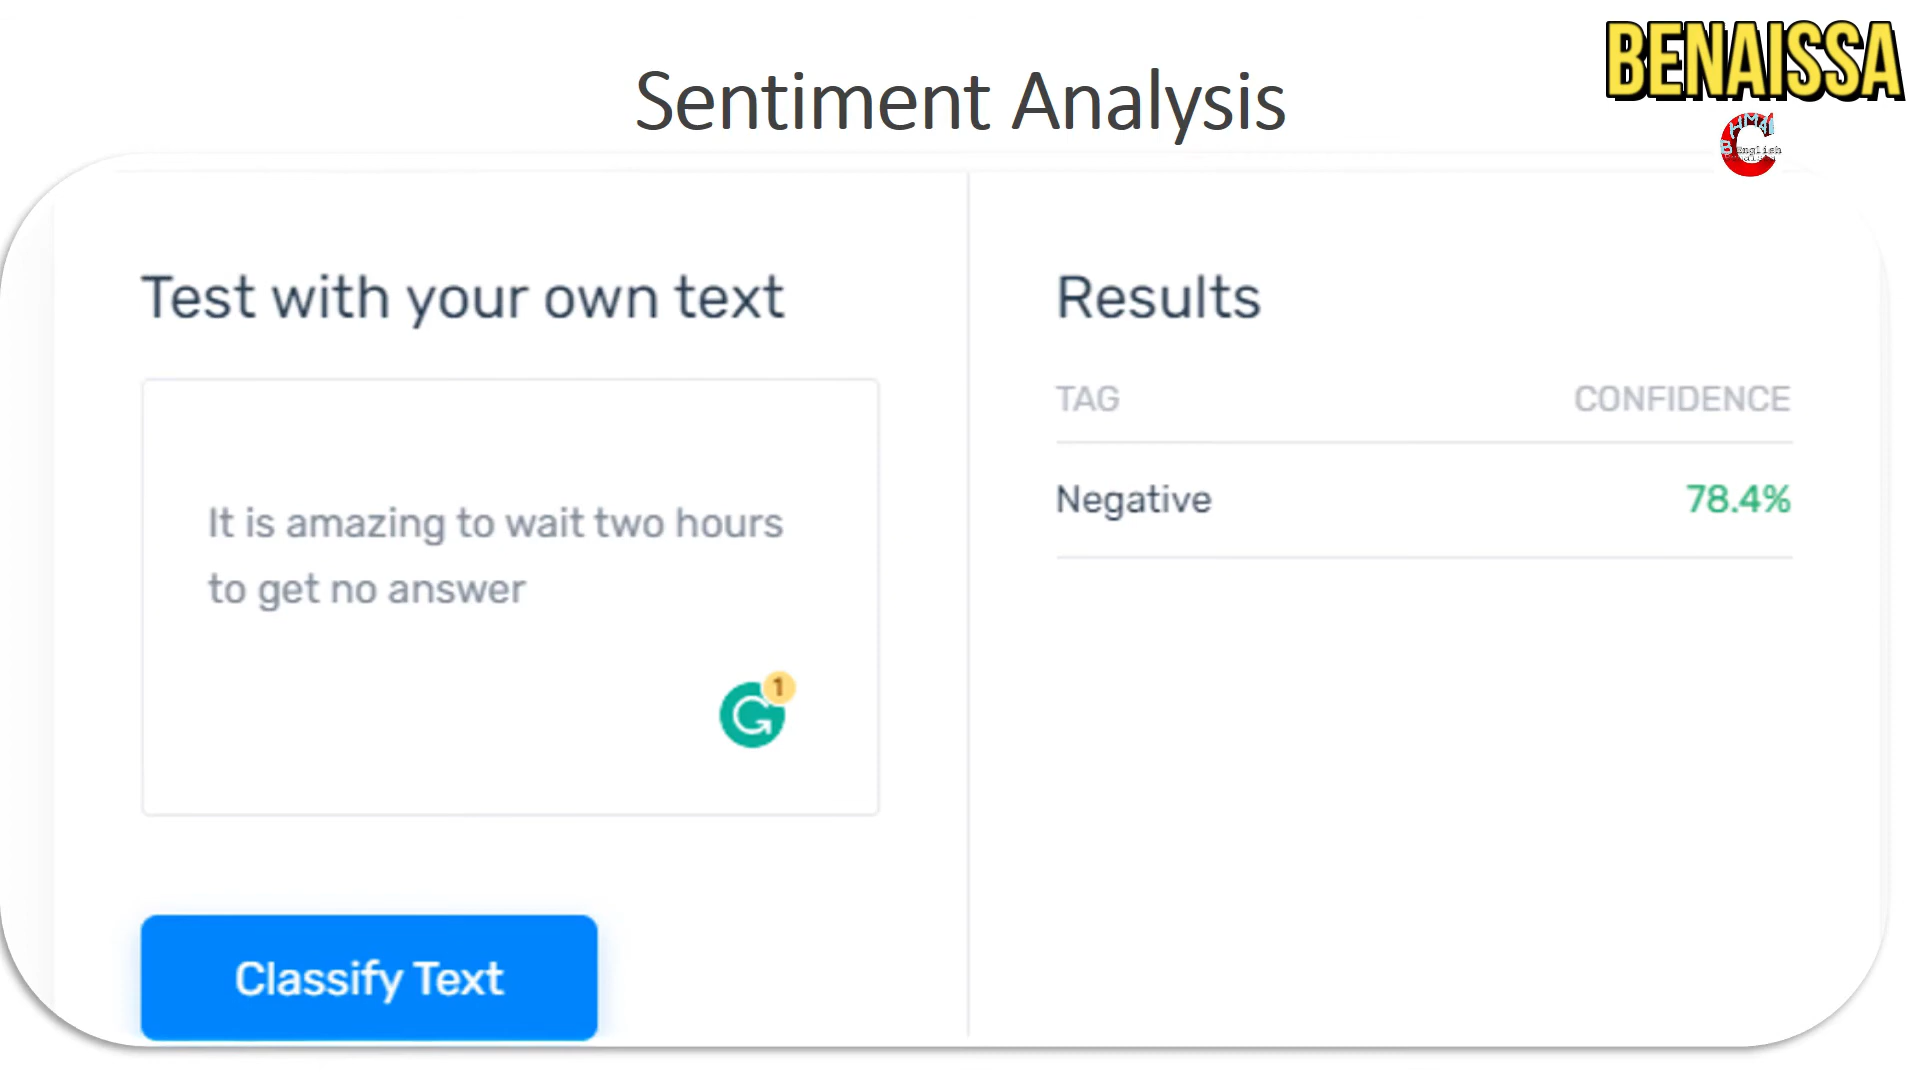 BENAISSA
Sentiment Analysis
English
Test with your own text
It is amazing to wait two hours
to get no answer
1
Classify Text
Results
TAG CONFIDENCE
Negative 78.4%